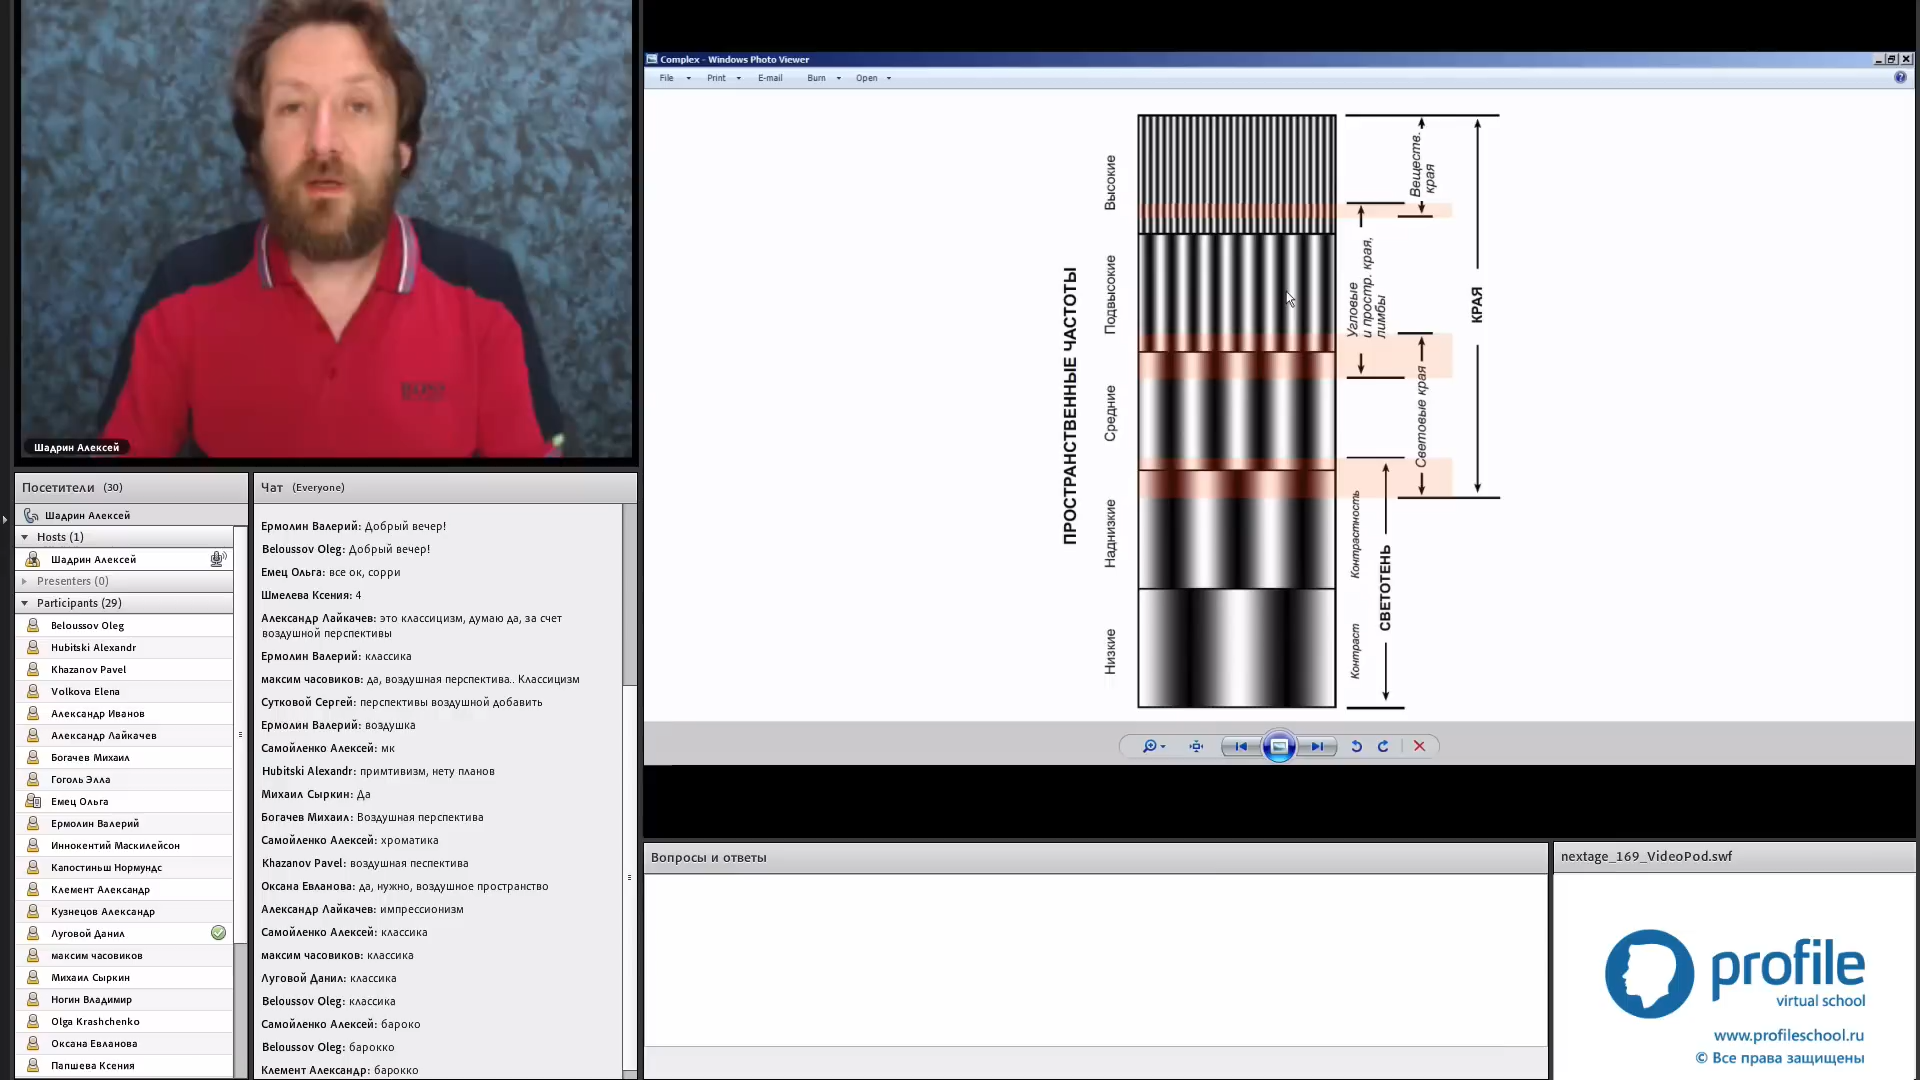 Шадрин Алексей
Посетители (30)
Шадрин Алексей
Hosts (1)
Шадрин Алексей
Presenters (0)
Participants (29)
Beloussov Oleg
Hubitski Alexandr
Khazanov Pavel
Volkova Elena
Александр Иванов
Александр Лайкачев
Богачев Михаил
Гоголь Элла
Емец Ольга
Ермолин Валерий
Иннокентий Маскилейсон
Капостиньш Нормундс
Клемент Александр
Кузнецов Александр
Луговой Данил
максим часовиков
Михаил Сыркин
Ногин Владимир
Olga Krashchenko
Оксана Евланова
Папшева Ксения
Чат (Everyone)
Ермолин Валерий: Добрый вечер!
Beloussov Oleg: Добрый вечер!
Емец Ольга: все ок, сорри
Шмелева Ксения: 4
Александр Лайкачев: это классицизм, думаю да, за счет
воздушной перспективы
Ермолин Валерий: классика
максим часовиков: да, воздушная перспектива.. Классицизм
Сутковой Сергей: перспективы воздушной добавить
Ермолин Валерий: воздушка
Самойленко Алексей: мк
Hubitski Alexandr: примтивизм, нету планов
Михаил Сыркин: Да
Богачев Михаил: Воздушная перспектива
Самойленко Алексей: хроматика
Khazanov Pavel: воздушная песпектива
Оксана Евланова: да, нужно, воздушное пространство
Александр Лайкачев: импрессионизм
Самойленко Алексей: классика
максим часовиков: классика
Луговой Данил: классика
Beloussov Oleg: классика
Самойленко Алексей: бароко
Beloussov Oleg: барокко
Клемент Александр: барокко
Complex - Windows Photo Viewer
File Print E-mail Burn Open
ПРОСТРАНСТВЕННЫЕ ЧАСТОТЫ
Высокие
Подвысокие
Средние
Наднизкие
Низкие
Веществ.
края
Угловые
и простр. края,
лимбы
КРАЯ
Световые края
Контрастность
СВЕТОТЕНЬ
Контраст
Вопросы и ответы
nextage_169_VideoPod.swf
profile
virtual school
www.profileschool.ru
© Все права защищены